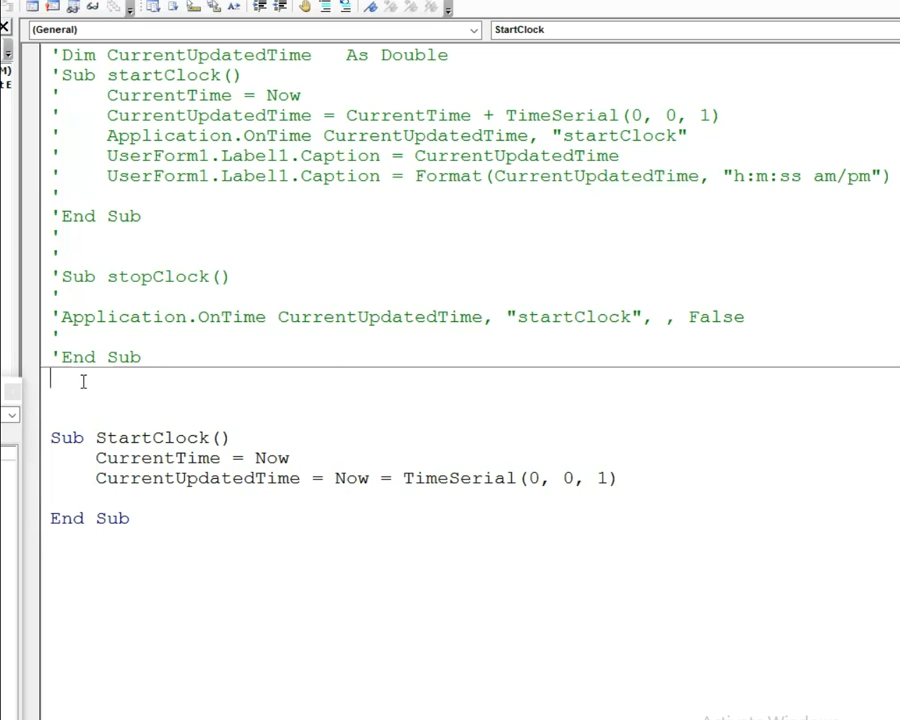 (General)
StartClock
M)
tE
'Dim CurrentUpdatedTime   As Double
'Sub startClock()
'    CurrentTime = Now
'    CurrentUpdatedTime = CurrentTime + TimeSerial(0, 0, 1)
'    Application.OnTime CurrentUpdatedTime, "startClock"
'    UserForm1.Label1.Caption = CurrentUpdatedTime
'    UserForm1.Label1.Caption = Format(CurrentUpdatedTime, "h:m:ss am/pm")
'
'End Sub
'
'
'Sub stopClock()
'
'Application.OnTime CurrentUpdatedTime, "startClock", , False
'
'End Sub
Sub StartClock()
    CurrentTime = Now
    CurrentUpdatedTime = Now = TimeSerial(0, 0, 1)
End Sub